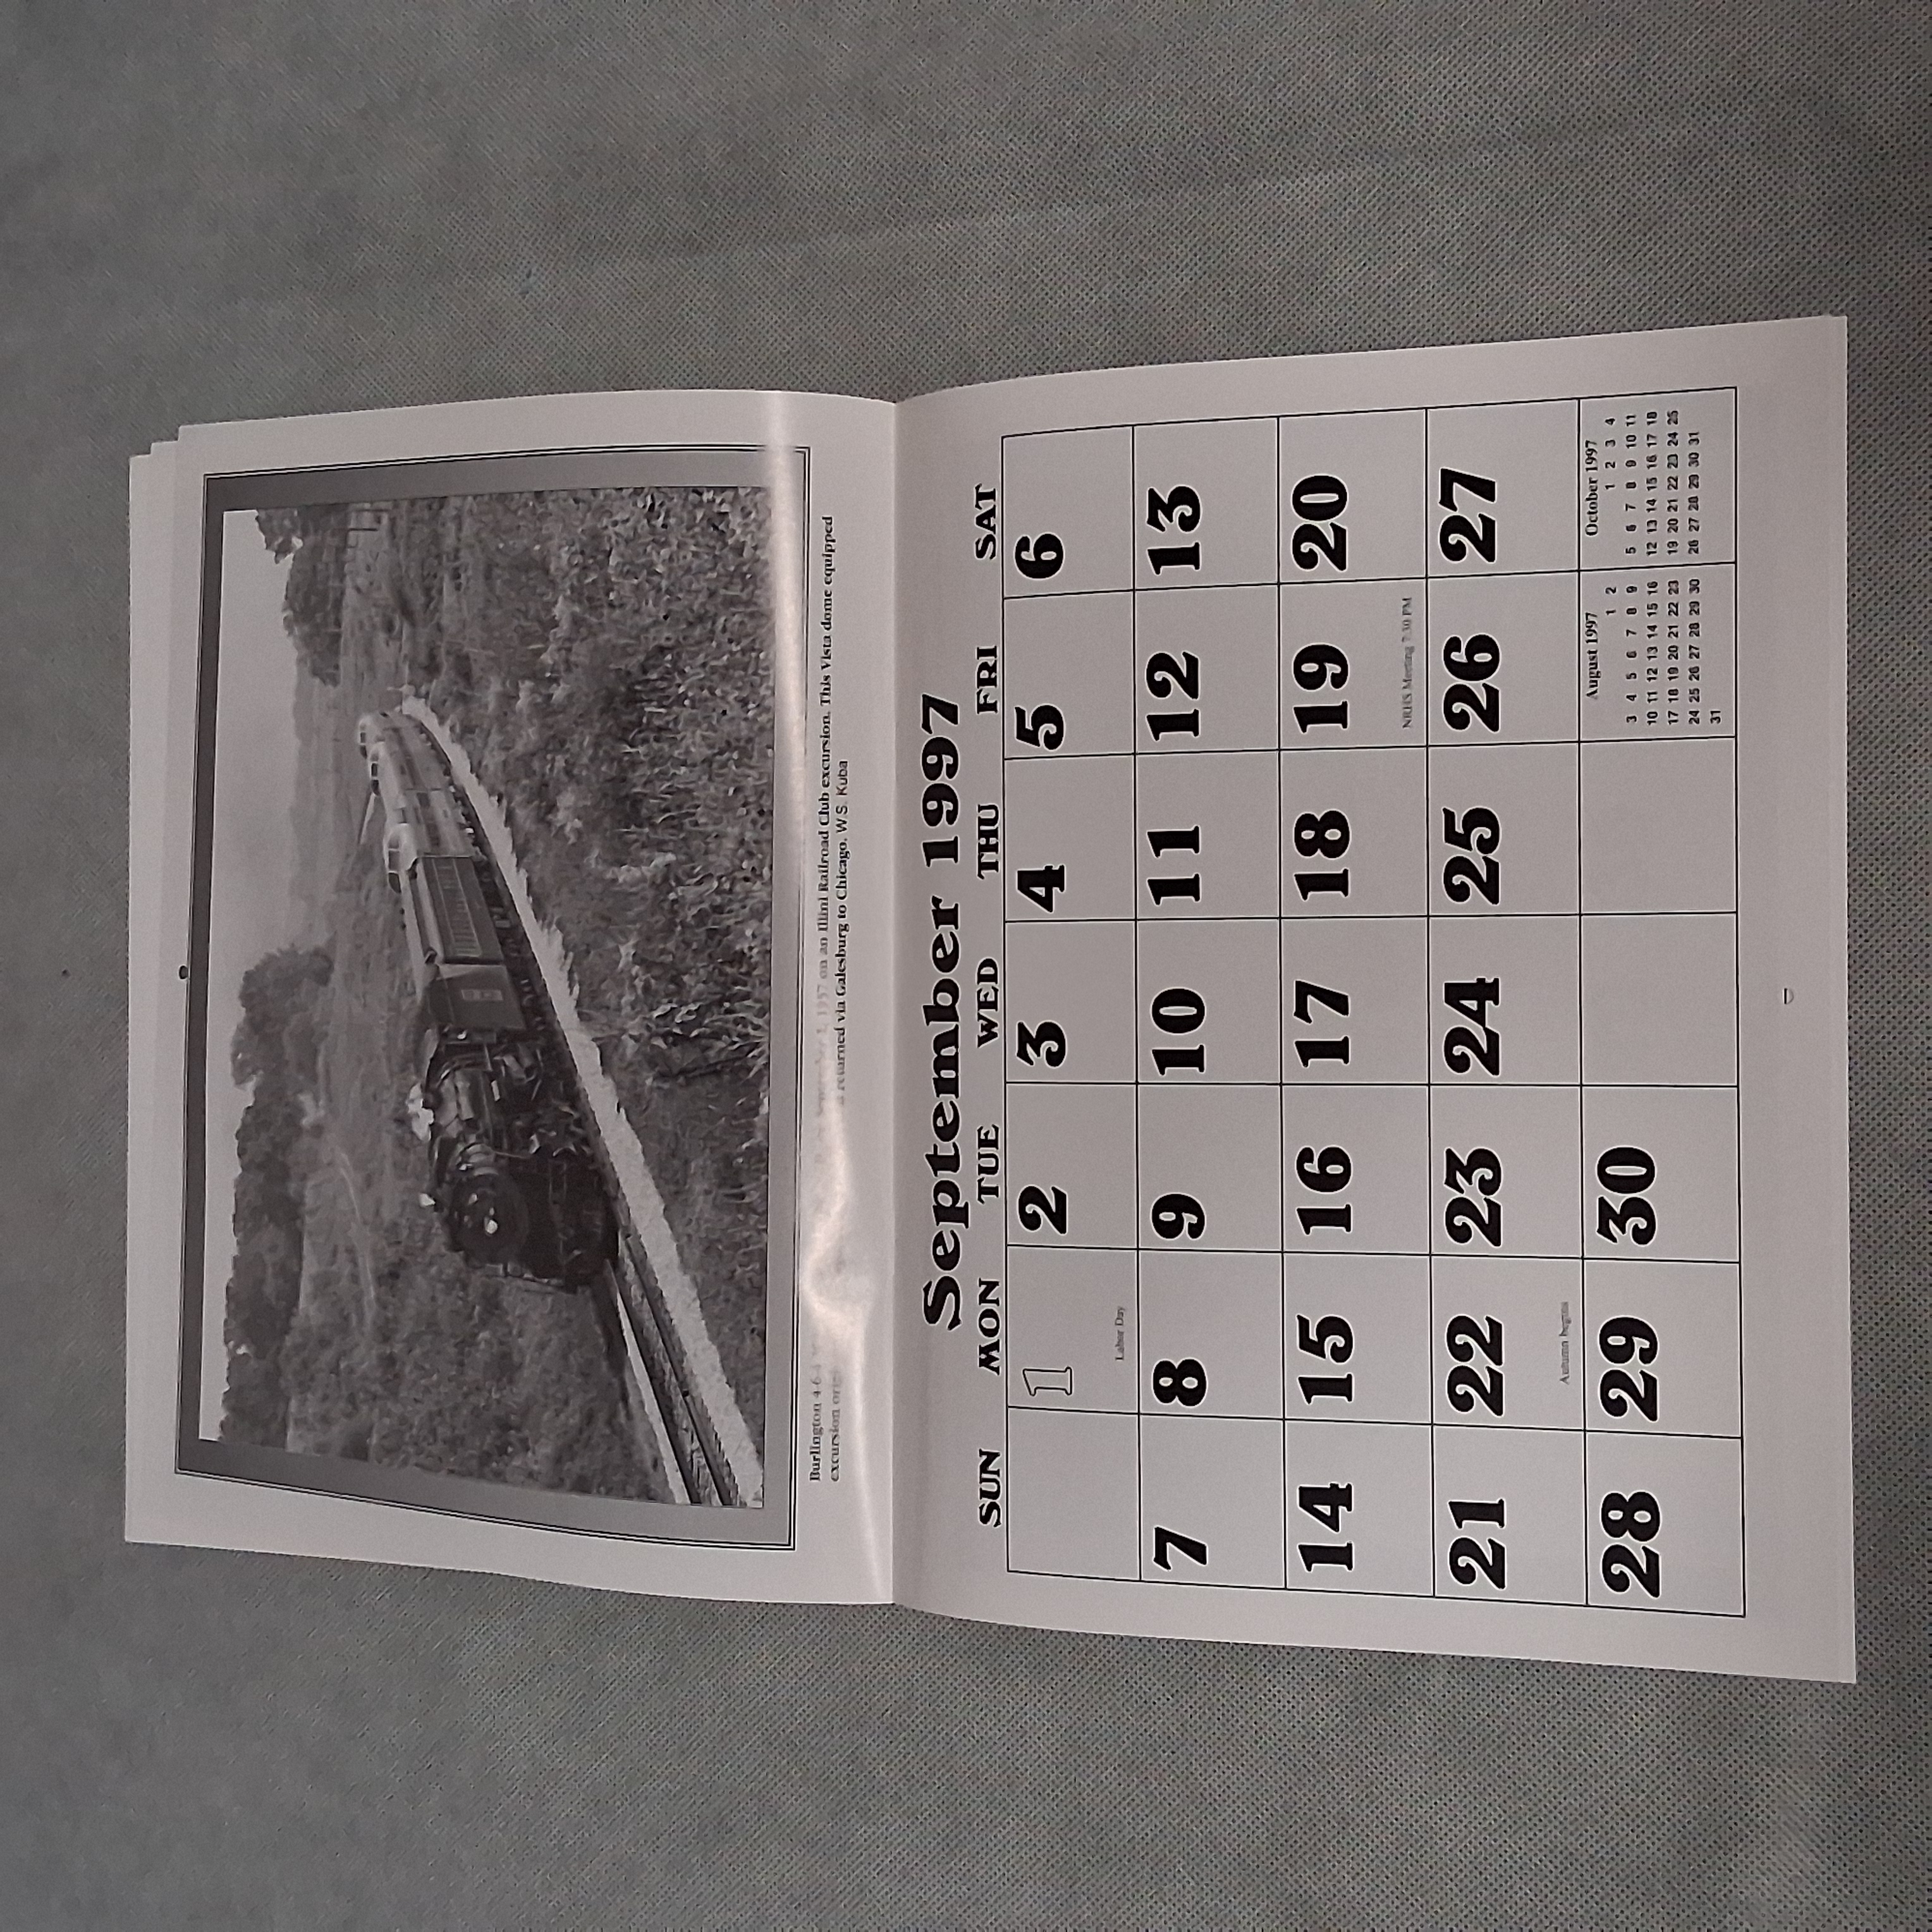 Burlington 4-6-4 1, 1957 on an Illini Railroad Club excursion. This Vista dome equipped
excursion returned via Galesburg to Chicago. W.S. Kuba
September 1997
SUN MON TUE WED THU FRI SAT
1 2 3 4 5 6
Labor Day
7 8 9 10 11 12 13
14 15 16 17 18 19 20
NRHS Meeting 7:30 PM
21 22 23 24 25 26 27
Autumn begins
28 29 30
August 1997
1 2
3 4 5 6 7 8 9
10 11 12 13 14 15 16
17 18 19 20 21 22 23
24 25 26 27 28 29 30
31
October 1997
1 2 3 4
5 6 7 8 9 10 11
12 13 14 15 16 17 18
19 20 21 22 23 24 25
26 27 28 29 30 31